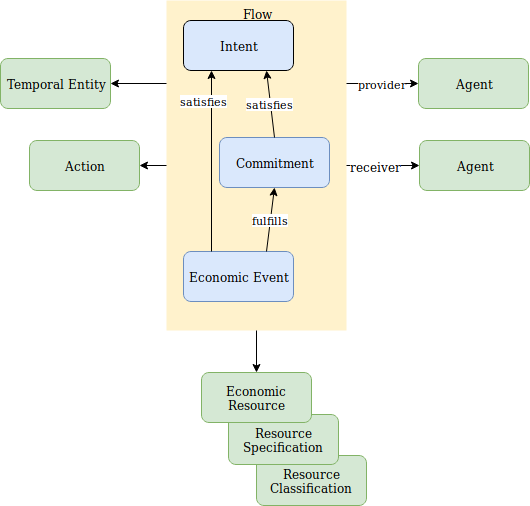 Flow
Intent
Temporal Entity
provider
Agent
satisfies
satisfies
Commitment
Action
receiver
Agent
fulfills
Economic Event
Economic
Resource
Resource
Specification
Resource
Classification